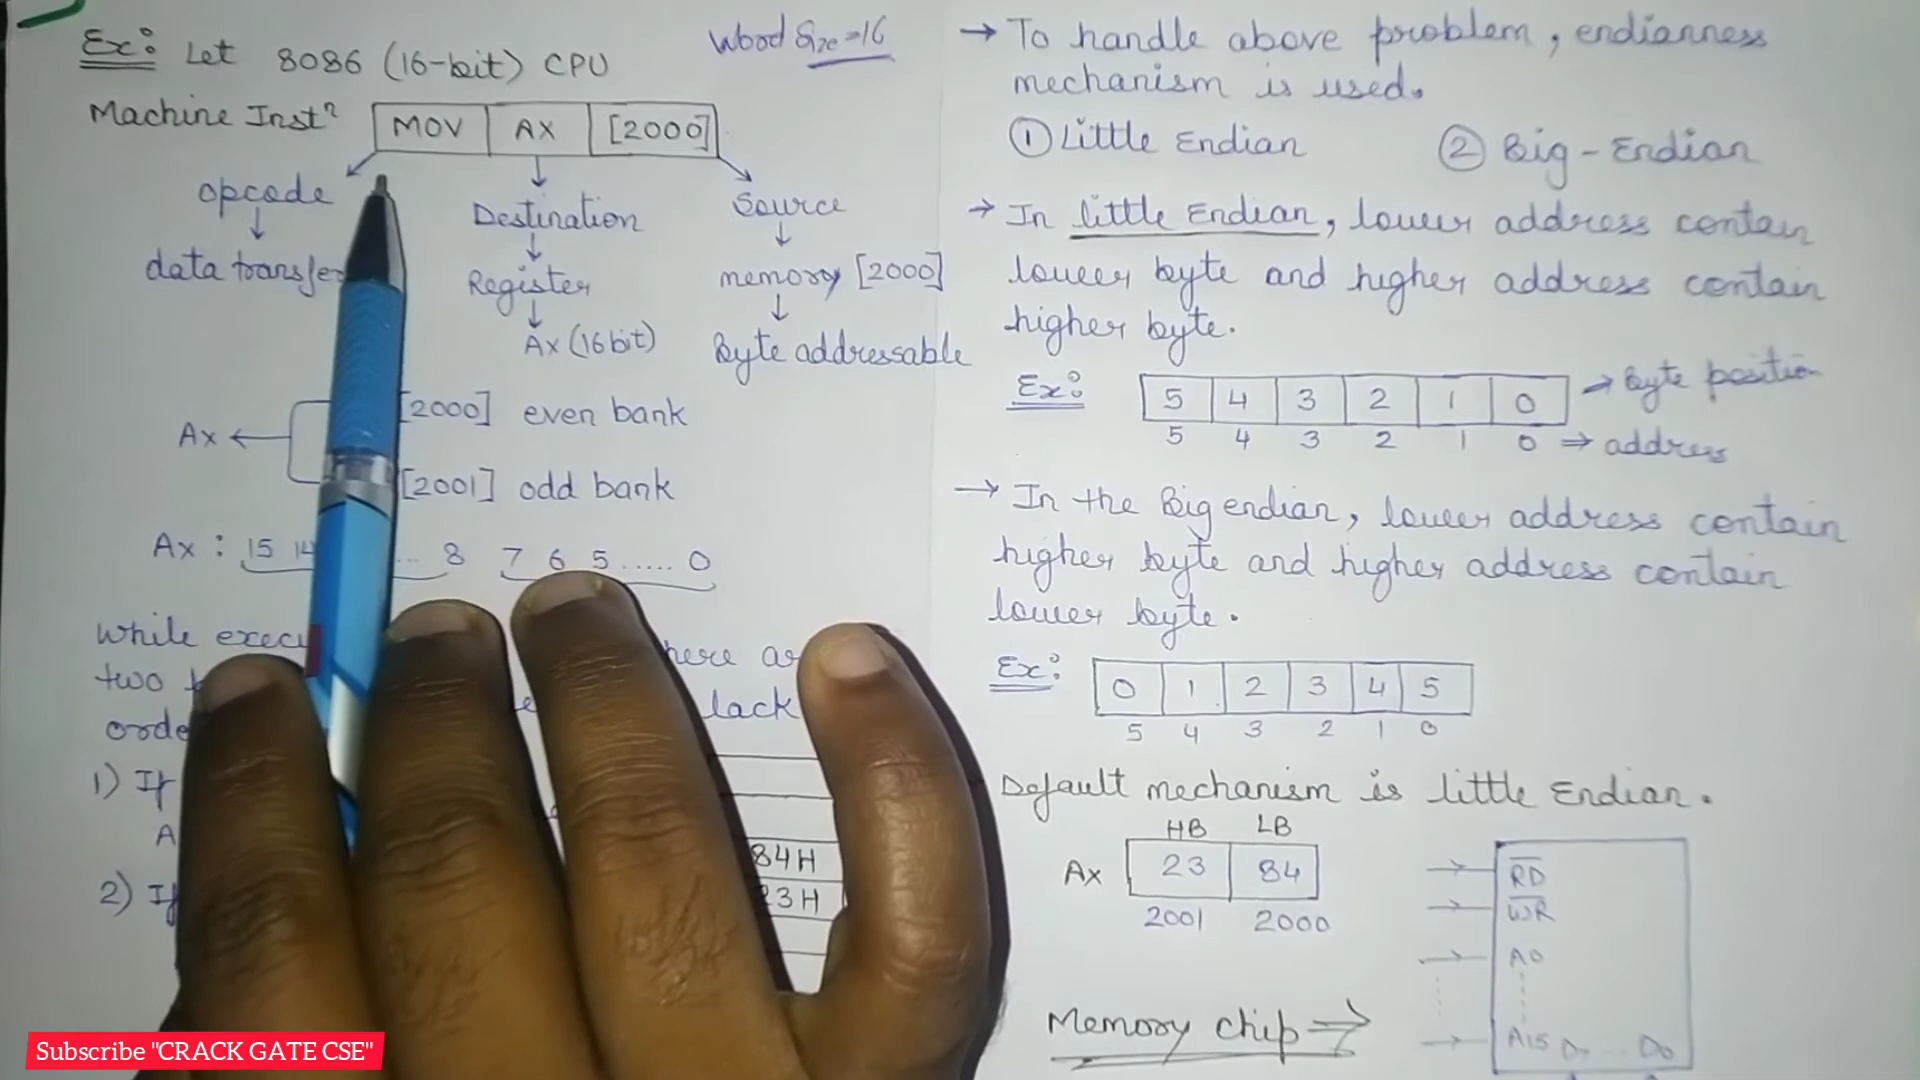 Ex: Let 8086 (16-bit) CPU
Word Size=16
Machine Instⁿ MOV AX [2000]
opcode
Destination
Source
data transfer
Register
memory [2000]
AX (16 bit)
Byte addressable
AX ← [2000] even bank
[2001] odd bank
AX : 15 14 ... 8 7 6 5 ..... 0
While
two
lack
1) If
84H
2) If
23H
→ To handle above problem, endianness
mechanism is used.
① Little Endian ② Big-Endian
→ In little Endian, lower address contain
lower byte and higher address contain
higher byte.
Ex: 5 4 3 2 1 0 → Byte position
5 4 3 2 1 0 ⇒ address
→ In the Big endian, lower address contain
higher byte and higher address contain
lower byte.
Ex: 0 1 2 3 4 5
5 4 3 2 1 0
Default mechanism is little Endian.
HB LB
AX 23 84
2001 2000
Memory chip ⇒
RD
WR
A0
A15 D7 ... D0
Subscribe "CRACK GATE CSE"